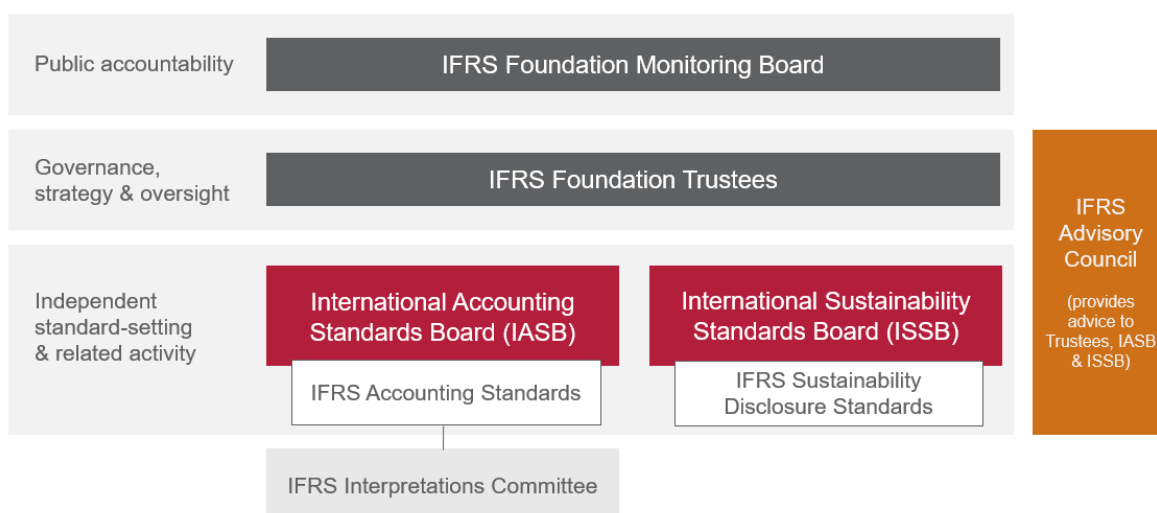 Public accountability
IFRS Foundation Monitoring Board
Governance,
strategy & oversight
IFRS Foundation Trustees
Independent
standard-setting
& related activity
International Accounting
Standards Board (IASB)
IFRS Accounting Standards
International Sustainability
Standards Board (ISSB)
IFRS Sustainability
Disclosure Standards
IFRS Interpretations Committee
IFRS
Advisory
Council
(provides
advice to
Trustees, IASB
& ISSB)